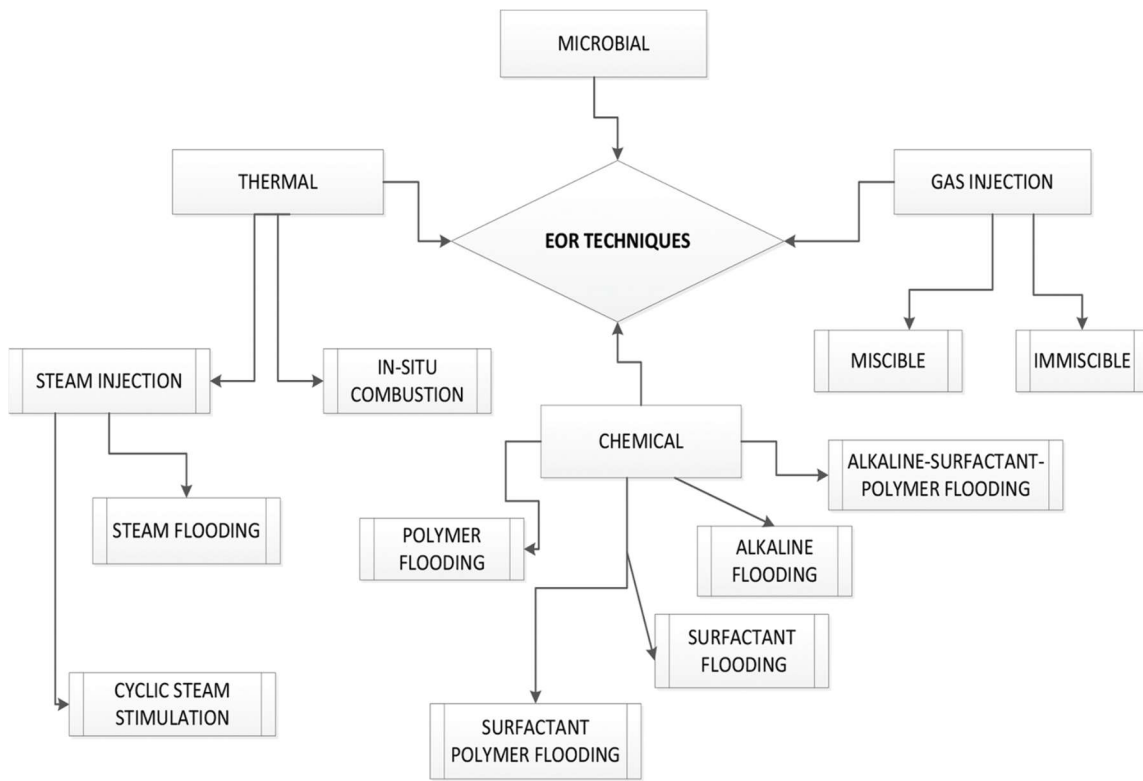 MICROBIAL
THERMAL
GAS INJECTION
EOR TECHNIQUES
STEAM INJECTION
IN-SITU
COMBUSTION
MISCIBLE
IMMISCIBLE
CHEMICAL
ALKALINE-SURFACTANT-
POLYMER FLOODING
STEAM FLOODING
POLYMER
FLOODING
ALKALINE
FLOODING
SURFACTANT
FLOODING
CYCLIC STEAM
STIMULATION
SURFACTANT
POLYMER FLOODING